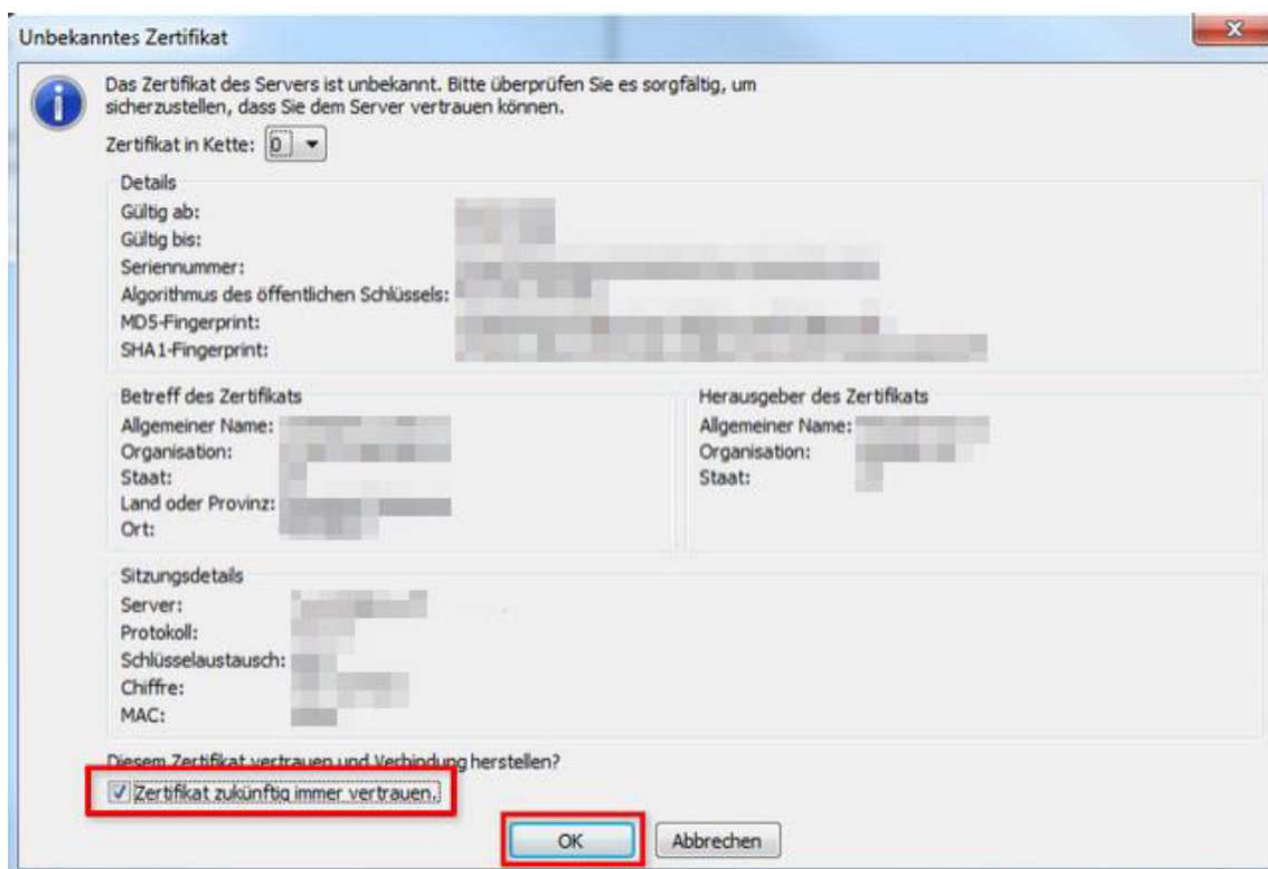 Unbekanntes Zertifikat
Das Zertifikat des Servers ist unbekannt. Bitte überprüfen Sie es sorgfältig, um
sicherzustellen, dass Sie dem Server vertrauen können.
Zertifikat in Kette: 0
Details
Gültig ab:
Gültig bis:
Seriennummer:
Algorithmus des öffentlichen Schlüssels:
MD5-Fingerprint:
SHA1-Fingerprint:
Betreff des Zertifikats
Allgemeiner Name:
Organisation:
Staat:
Land oder Provinz:
Ort:
Herausgeber des Zertifikats
Allgemeiner Name:
Organisation:
Staat:
Sitzungsdetails
Server:
Protokoll:
Schlüsselaustausch:
Chiffre:
MAC:
Diesem Zertifikat vertrauen und Verbindung herstellen?
Zertifikat zukünftig immer vertrauen.
OK
Abbrechen